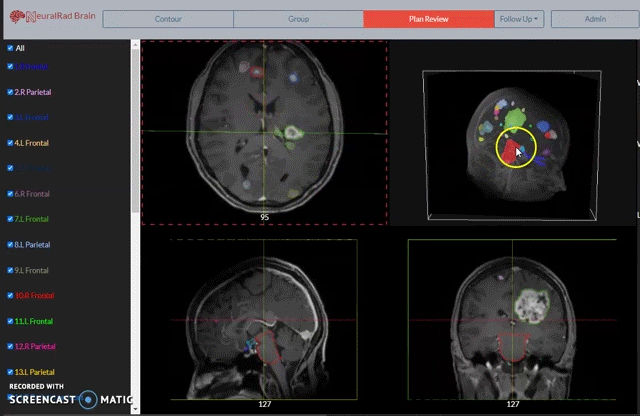 NeuralRad Brain
Contour
Group
Plan Review
Follow Up
Admin
All
2.R Parietal
4.L Frontal
6.R Frontal
7.L Frontal
8.L Parietal
9.L Frontal
10.R Frontal
11.L Frontal
12.R Parietal
13.L Parietal
95
127
127
RECORDED WITH
SCREENCAST MATIC